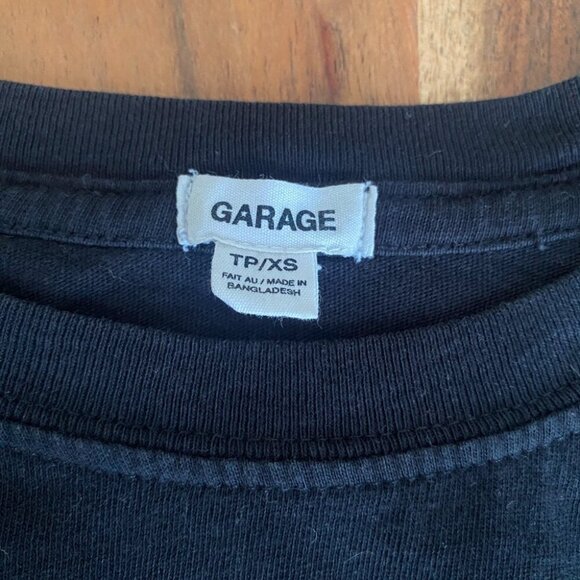 GARAGE
TP/XS
FAIT AU / MADE IN
BANGLADESH